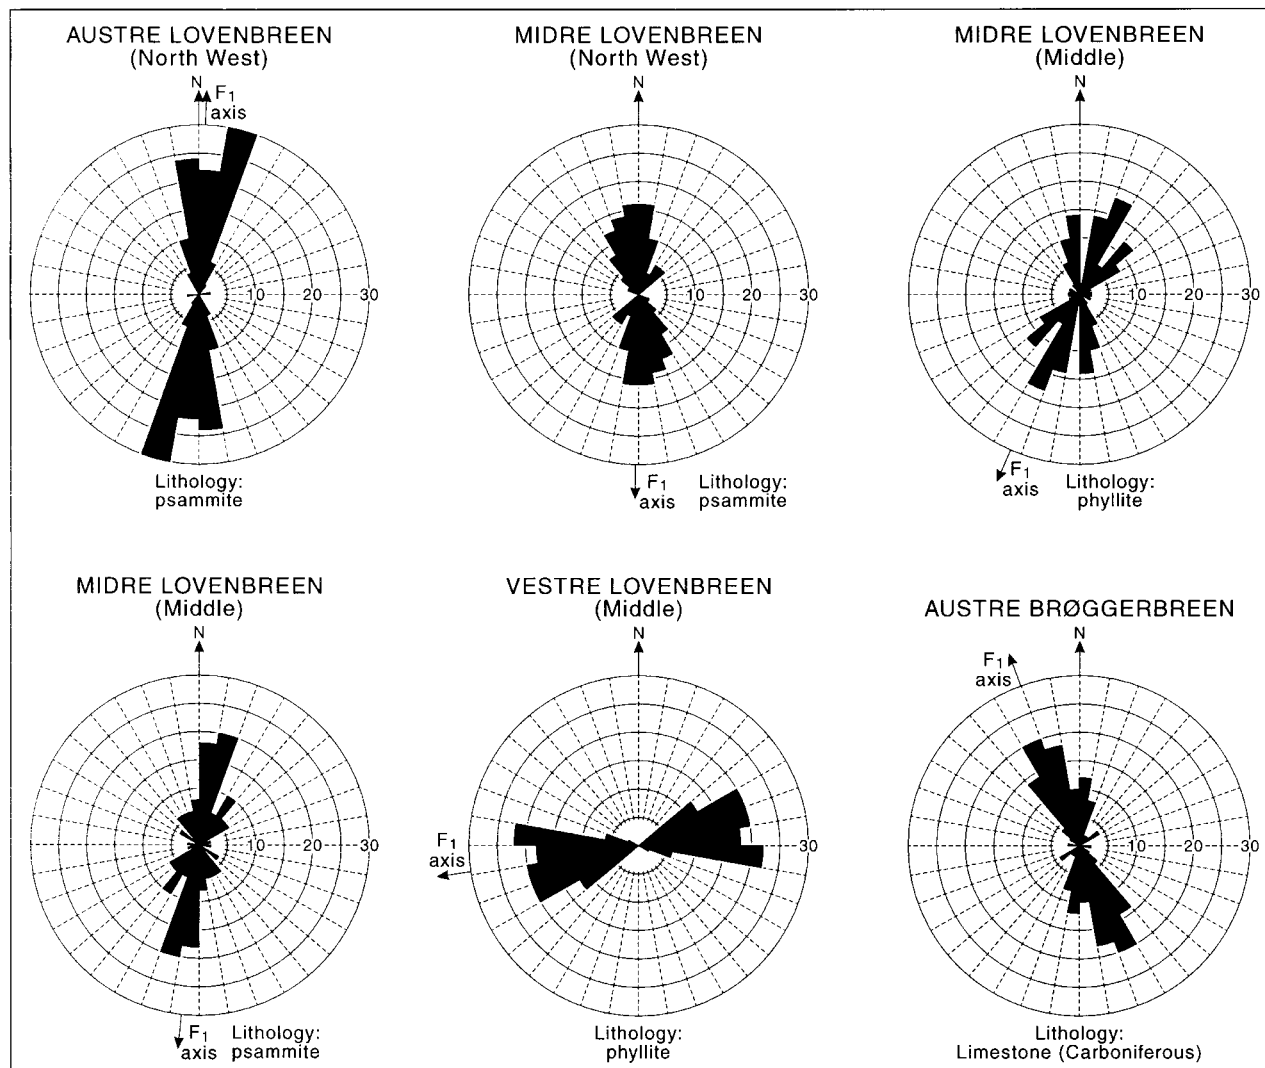 AUSTRE LOVENBREEN
(North West)
N
F1
axis
10 20 30
Lithology:
psammite
MIDRE LOVENBREEN
(North West)
N
10 20 30
F1
axis
Lithology:
psammite
MIDRE LOVENBREEN
(Middle)
N
10 20 30
F1
axis
Lithology:
phyllite
MIDRE LOVENBREEN
(Middle)
N
10 20 30
F1
axis
Lithology:
psammite
VESTRE LOVENBREEN
(Middle)
N
F1
axis
30
Lithology:
phyllite
AUSTRE BRØGGERBREEN
N
F1
axis
10 20 30
Lithology:
Limestone (Carboniferous)